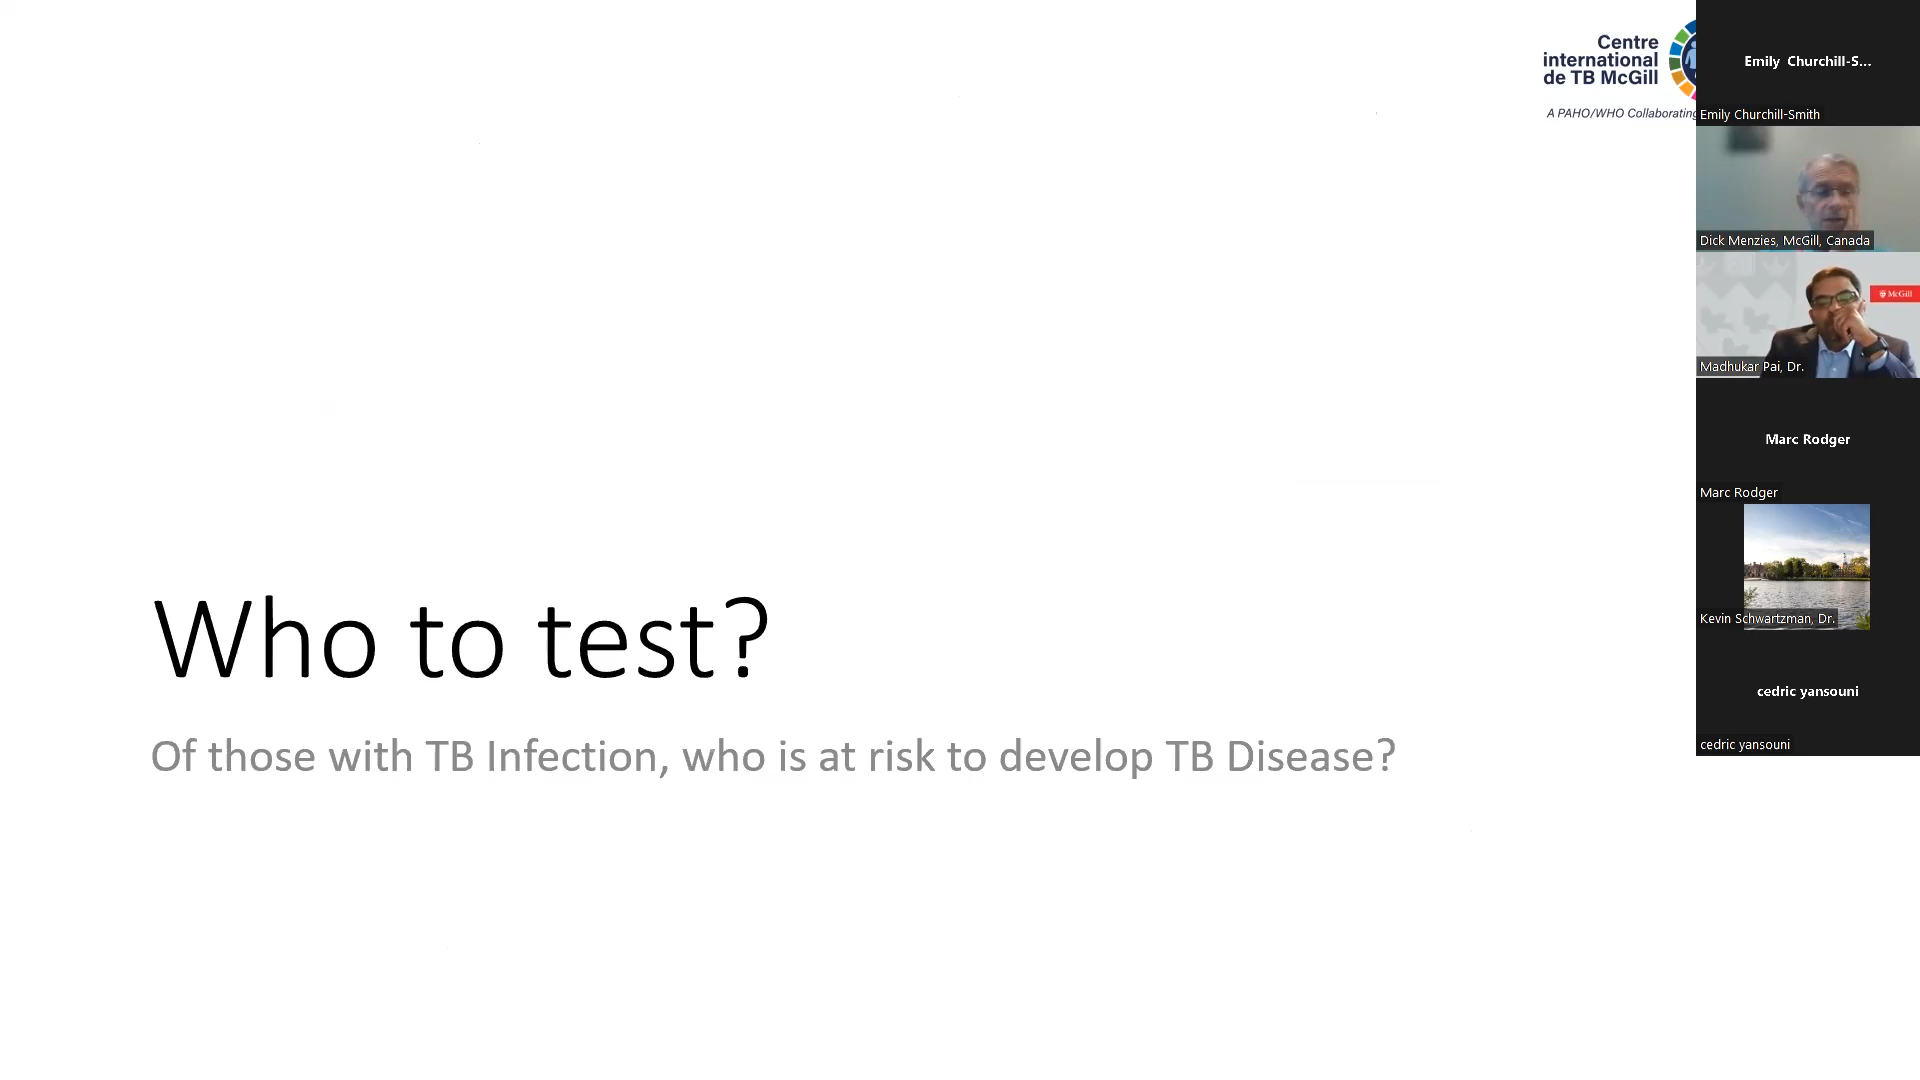 Centre
international
de TB McGill
A PAHO/WHO Collaborating
Who to test?
Of those with TB Infection, who is at risk to develop TB Disease?
Emily Churchill-S...
Emily Churchill-Smith
Dick Menzies, McGill, Canada
McGill
Madhukar Pai, Dr.
Marc Rodger
Marc Rodger
Kevin Schwartzman, Dr.
cedric yansouni
cedric yansouni